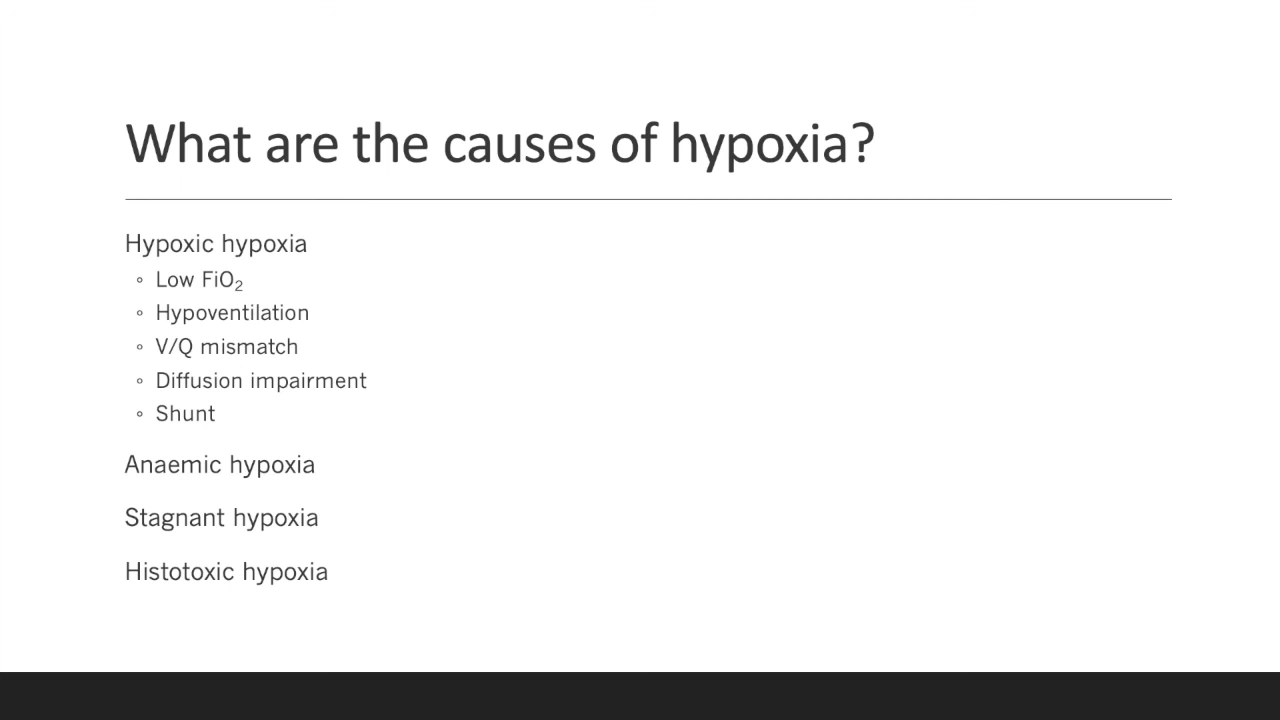 What are the causes of hypoxia?
Hypoxic hypoxia
◦ Low FiO₂
◦ Hypoventilation
◦ V/Q mismatch
◦ Diffusion impairment
◦ Shunt
Anaemic hypoxia
Stagnant hypoxia
Histotoxic hypoxia